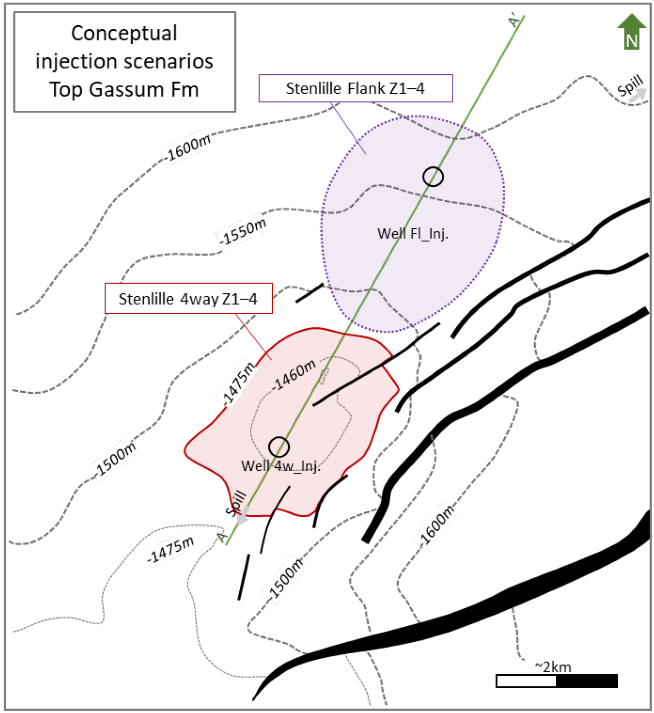 Conceptual
injection scenarios
Top Gassum Fm
A'
N
Spill
Stenlille Flank Z1–4
-1600m
-1550m
Well Fl_Inj.
Stenlille 4way Z1–4
-1475m
-1460m
-1500m
Well 4w_Inj.
Spill
A
-1475m
-1500m
-1600m
~2km